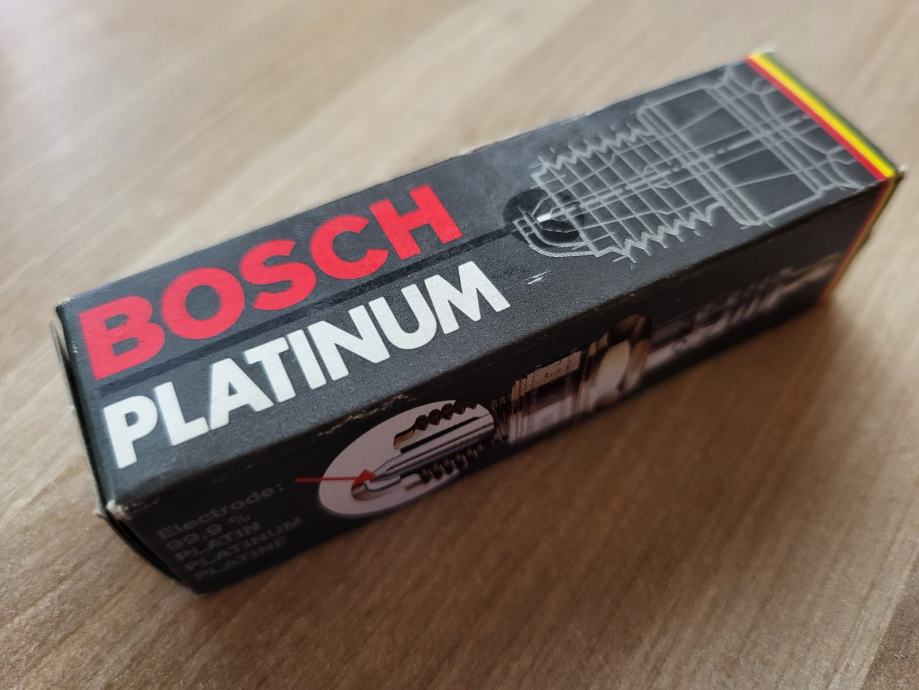 BOSCH
PLATINUM
Electrode:
99,9 %
PLATIN
PLATINUM
PLATINE